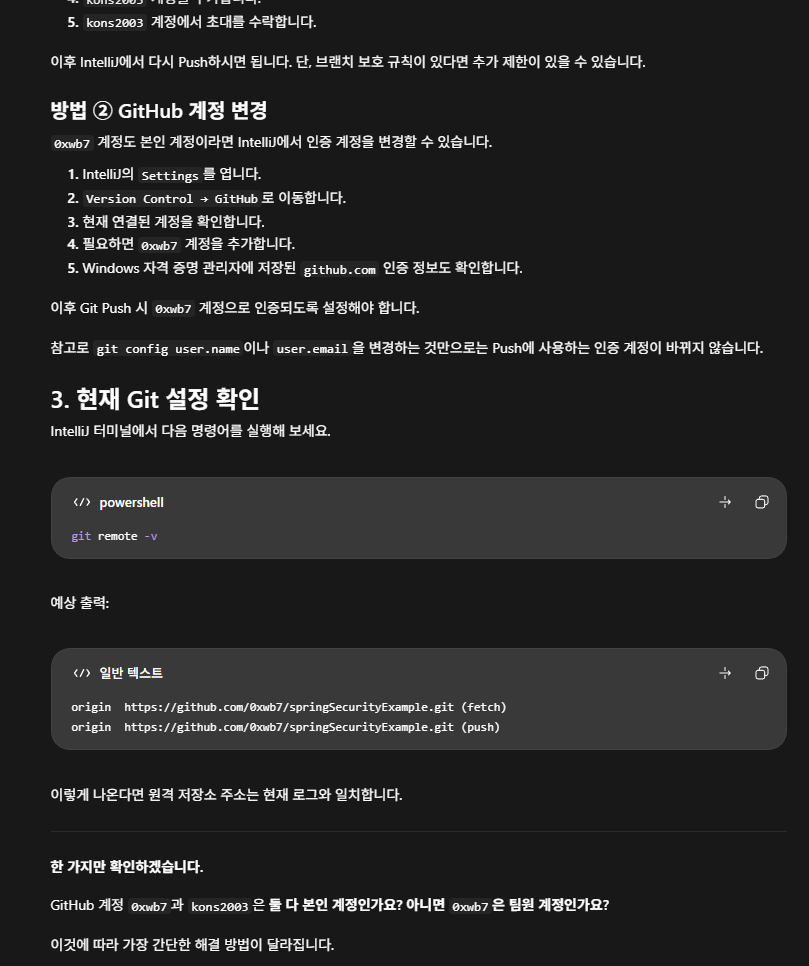 4. kons2003 계정을 추가합니다.
5. kons2003 계정에서 초대를 수락합니다.
이후 IntelliJ에서 다시 Push하시면 됩니다. 단, 브랜치 보호 규칙이 있다면 추가 제한이 있을 수 있습니다.
방법 ② GitHub 계정 변경
0xwb7 계정도 본인 계정이라면 IntelliJ에서 인증 계정을 변경할 수 있습니다.
1. IntelliJ의 Settings 를 엽니다.
2. Version Control → GitHub 로 이동합니다.
3. 현재 연결된 계정을 확인합니다.
4. 필요하면 0xwb7 계정을 추가합니다.
5. Windows 자격 증명 관리자에 저장된 github.com 인증 정보도 확인합니다.
이후 Git Push 시 0xwb7 계정으로 인증되도록 설정해야 합니다.
참고로 git config user.name 이나 user.email 을 변경하는 것만으로는 Push에 사용하는 인증 계정이 바뀌지 않습니다.
3. 현재 Git 설정 확인
IntelliJ 터미널에서 다음 명령어를 실행해 보세요.
powershell
git remote -v
예상 출력:
일반 텍스트
origin  https://github.com/0xwb7/springSecurityExample.git (fetch)
origin  https://github.com/0xwb7/springSecurityExample.git (push)
이렇게 나온다면 원격 저장소 주소는 현재 로그와 일치합니다.
한 가지만 확인하겠습니다.
GitHub 계정 0xwb7 과 kons2003 은 둘 다 본인 계정인가요? 아니면 0xwb7 은 팀원 계정인가요?
이것에 따라 가장 간단한 해결 방법이 달라집니다.